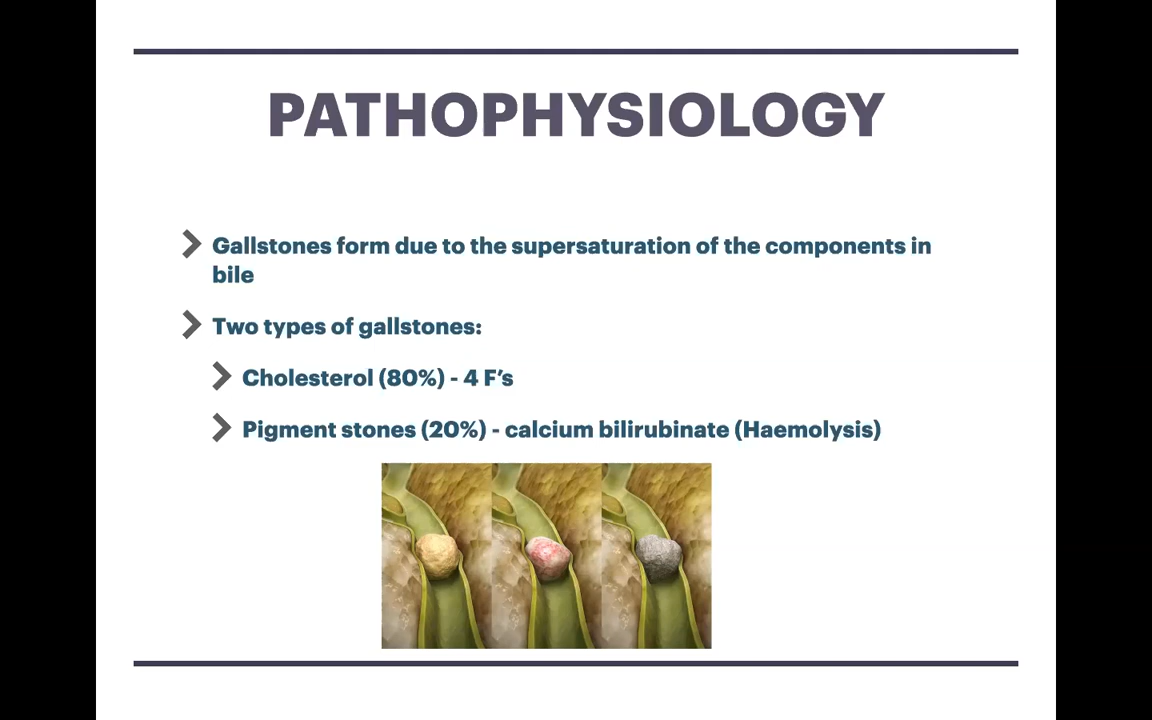 PATHOPHYSIOLOGY
Gallstones form due to the supersaturation of the components in
bile
Two types of gallstones:
Cholesterol (80%) - 4 F’s
Pigment stones (20%) - calcium bilirubinate (Haemolysis)